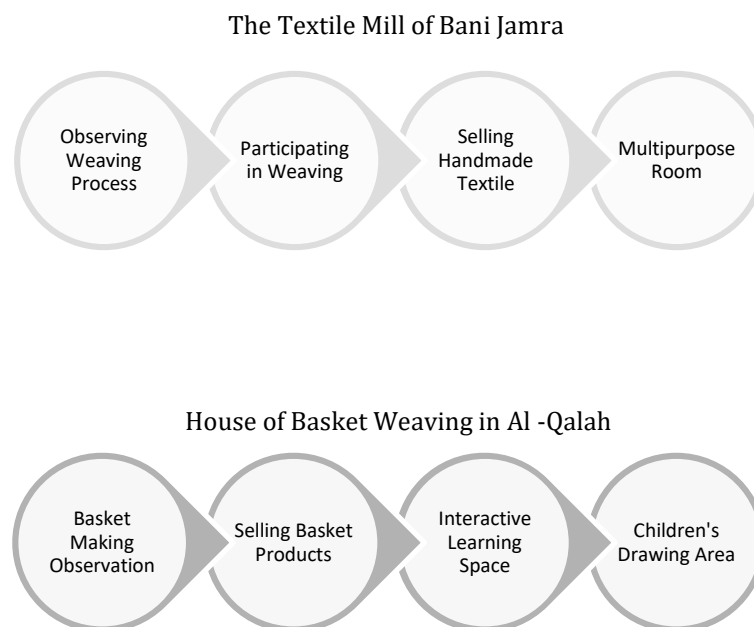 The Textile Mill of Bani Jamra
Observing
Weaving
Process
Participating
in Weaving
Selling
Handmade
Textile
Multipurpose
Room
House of Basket Weaving in Al -Qalah
Basket
Making
Observation
Selling Basket
Products
Interactive
Learning
Space
Children's
Drawing Area